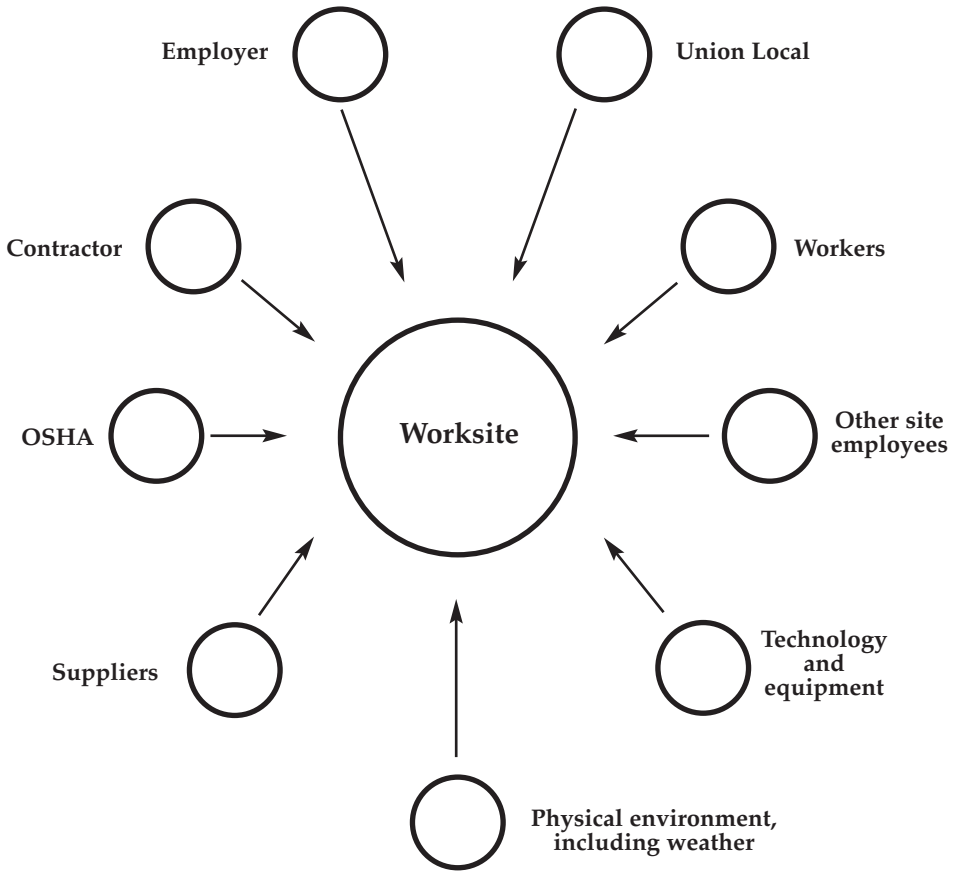 Employer
Union Local
Contractor
Workers
OSHA
Worksite
Other site
employees
Suppliers
Technology
and
equipment
Physical environment,
including weather